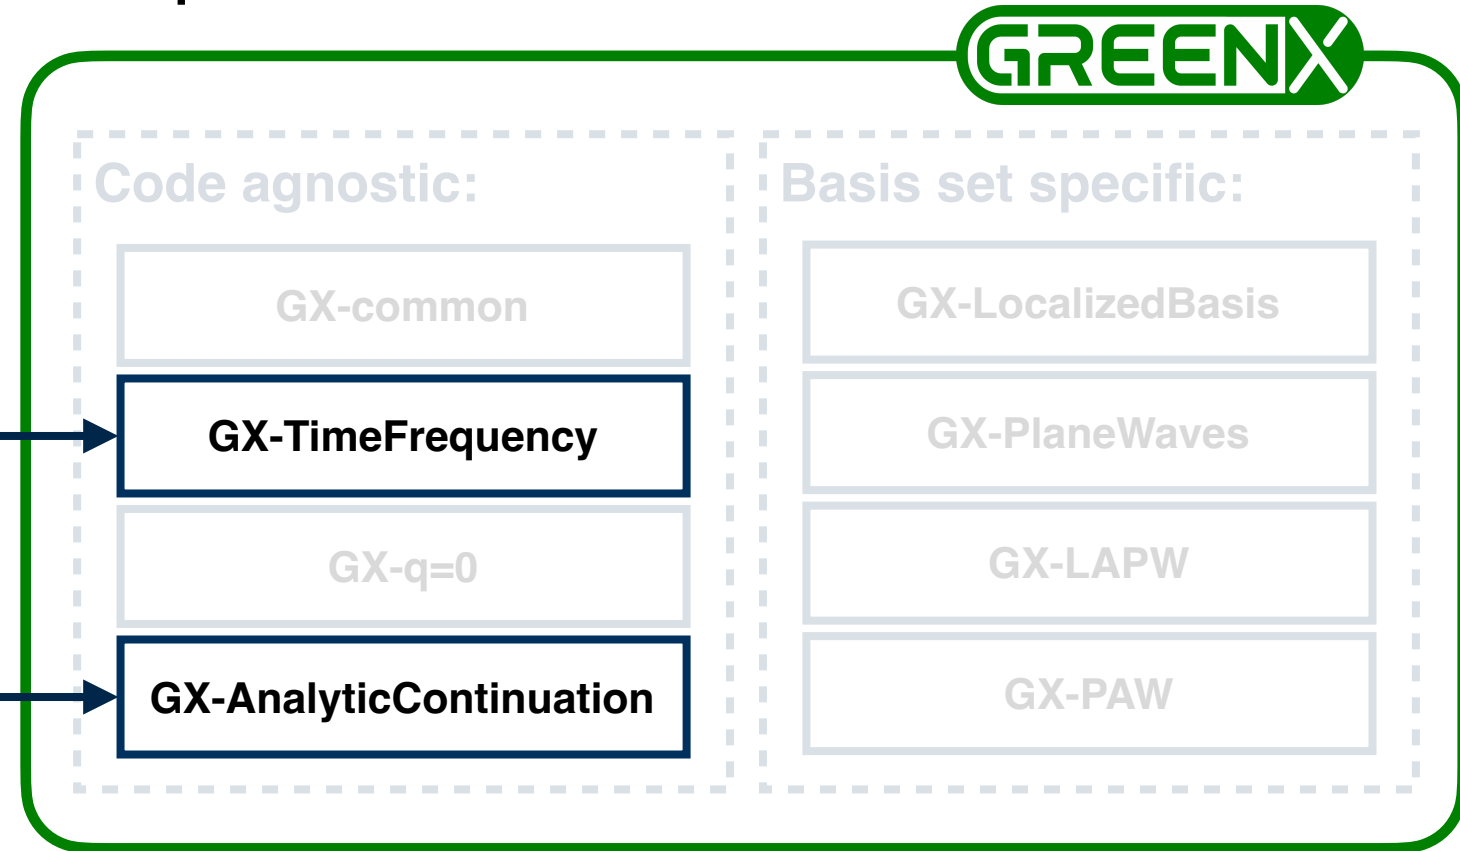 GREENX
Code agnostic:
GX-common
GX-TimeFrequency
GX-q=0
GX-AnalyticContinuation
Basis set specific:
GX-LocalizedBasis
GX-PlaneWaves
GX-LAPW
GX-PAW